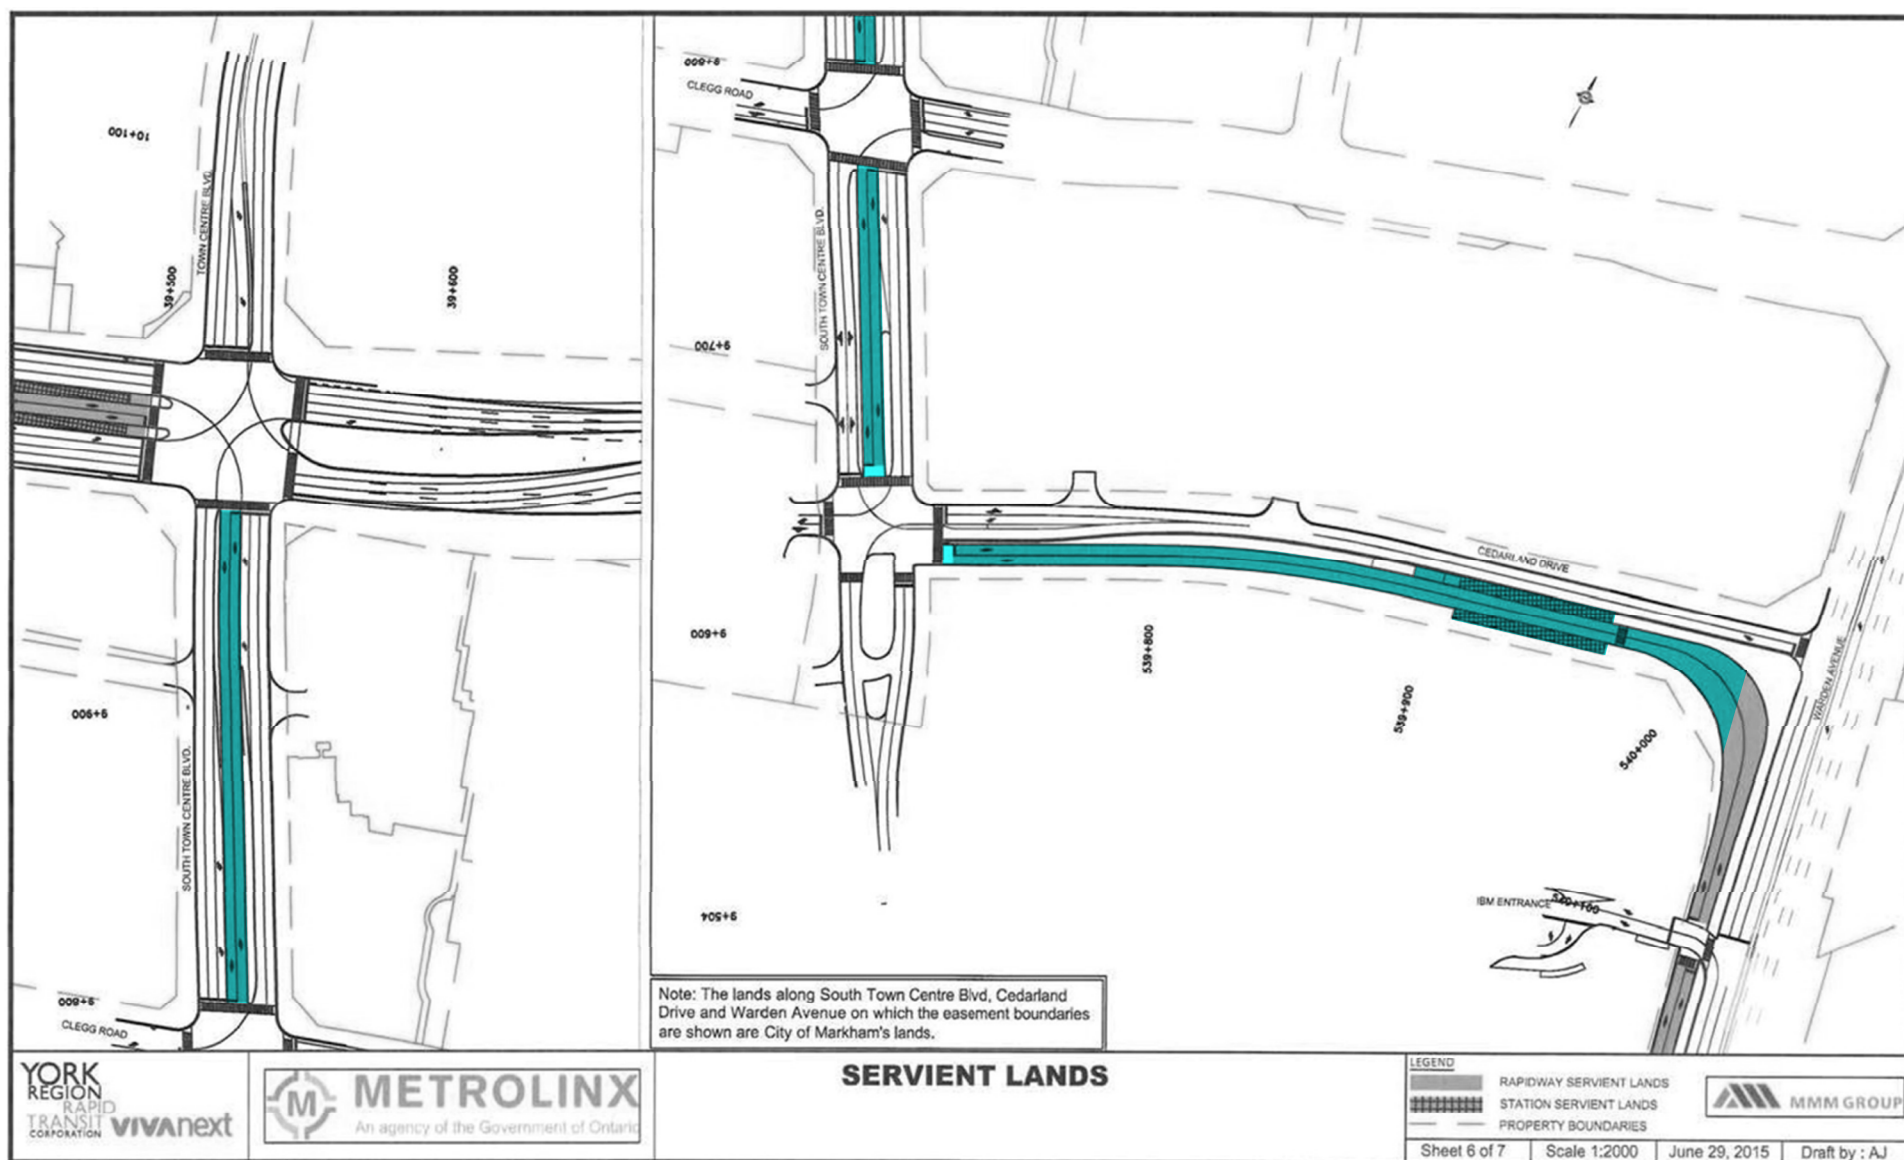 10+100
TOWN CENTRE BLVD.
39+500
39+600
9+900
SOUTH TOWN CENTRE BLVD.
9+800
CLEGG ROAD
9+800
CLEGG ROAD
SOUTH TOWN CENTRE BLVD.
9+700
9+600
9+504
CEDARLAND DRIVE
WARDEN AVENUE
539+800
539+900
540+000
IBM ENTRANCE
540+100
Note: The lands along South Town Centre Blvd, Cedarland
Drive and Warden Avenue on which the easement boundaries
are shown are City of Markham's lands.
YORK
REGION
RAPID
TRANSIT
CORPORATION
vivanext
M
METROLINX
An agency of the Government of Ontario
SERVIENT LANDS
LEGEND
RAPIDWAY SERVIENT LANDS
STATION SERVIENT LANDS
PROPERTY BOUNDARIES
MMM GROUP
Sheet 6 of 7
Scale 1:2000
June 29, 2015
Draft by : AJ